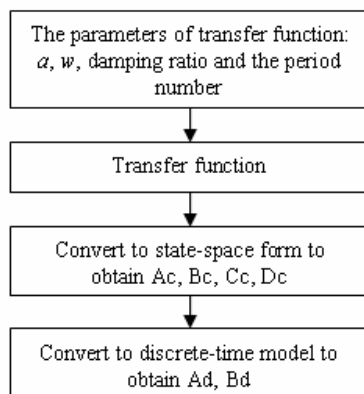 The parameters of transfer function:
a, w, damping ratio and the period
number
Transfer function
Convert to state-space form to
obtain Ac, Bc, Cc, Dc
Convert to discrete-time model to
obtain Ad, Bd